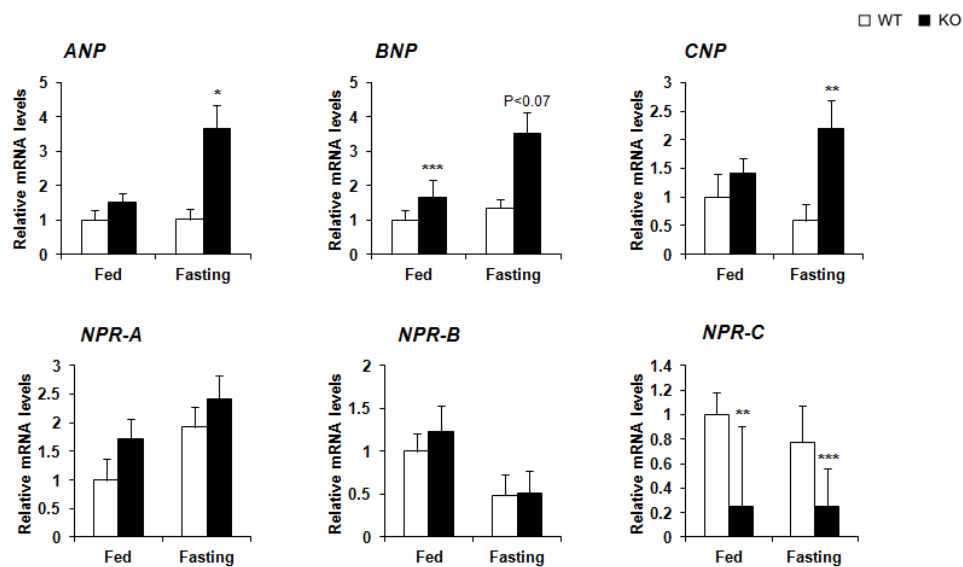 WT KO
ANP
BNP
CNP
Relative mRNA levels
5
4
3
2
1
0
*
Fed Fasting
Relative mRNA levels
5
4
3
2
1
0
***
P<0.07
Fed Fasting
Relative mRNA levels
3
2.5
2
1.5
1
0.5
0
**
Fed Fasting
NPR-A
NPR-B
NPR-C
Relative mRNA levels
3
2.5
2
1.5
1
0.5
0
Fed Fasting
Relative mRNA levels
2
1.5
1
0.5
0
Fed Fasting
Relative mRNA levels
1.4
1.2
1
0.8
0.6
0.4
0.2
0
**
***
Fed Fasting